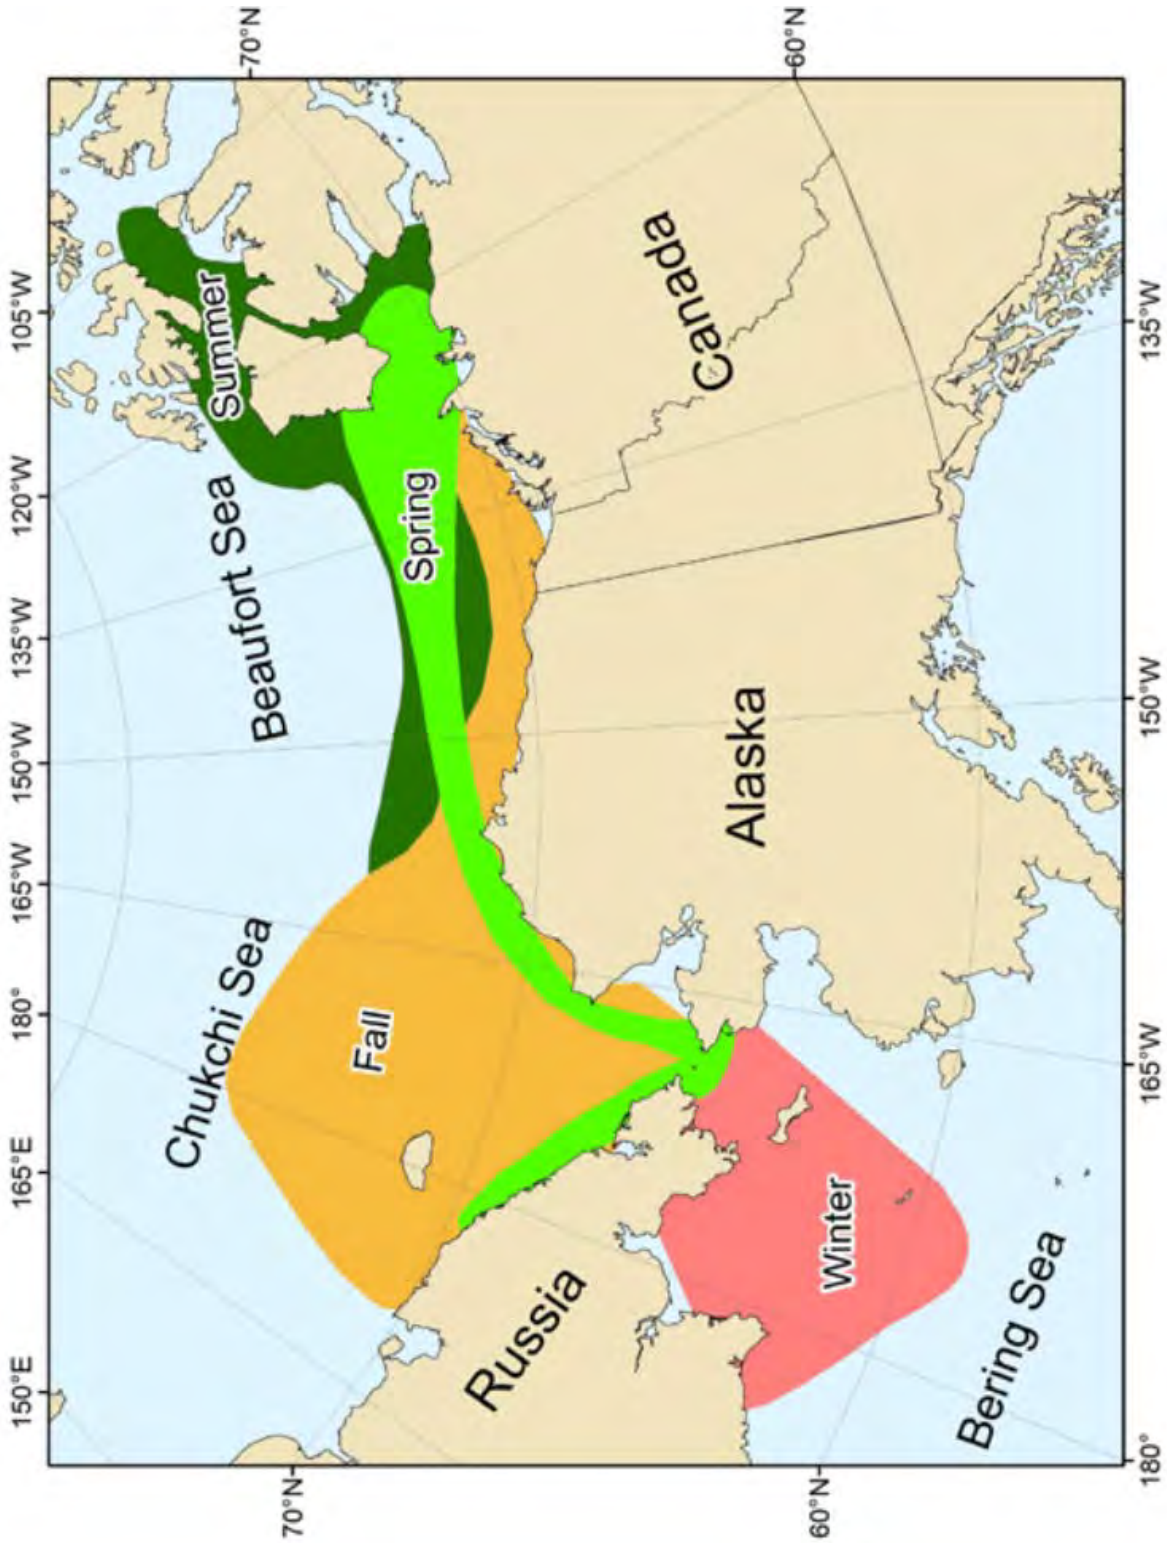 150°E
165°E
180°
165°W
150°W
135°W
120°W
105°W
70°N
60°N
70°N
60°N
Chukchi Sea
Beaufort Sea
Summer
Fall
Spring
Russia
Alaska
Canada
Winter
Bering Sea
180°
165°W
150°W
135°W